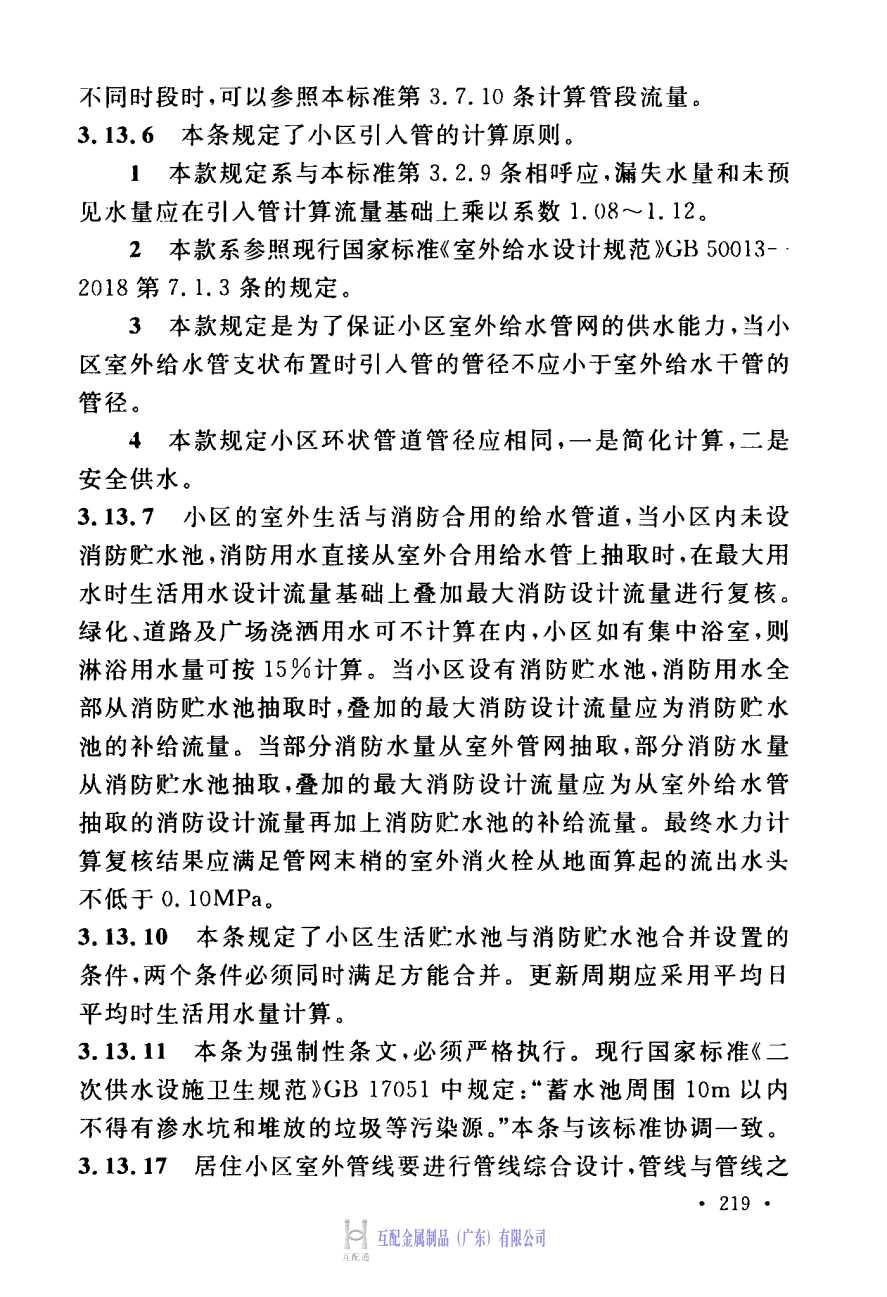 不同时段时,可以参照本标准第 3.7.10 条计算管段流量。
3.13.6 本条规定了小区引入管的计算原则。
1 本款规定系与本标准第 3.2.9 条相呼应,漏失水量和未预
见水量应在引入管计算流量基础上乘以系数 1.08～1.12。
2 本款系参照现行国家标准《室外给水设计规范》GB 50013-
2018 第 7.1.3 条的规定。
3 本款规定是为了保证小区室外给水管网的供水能力,当小
区室外给水管支状布置时引入管的管径不应小于室外给水干管的
管径。
4 本款规定小区环状管道管径应相同,一是简化计算,二是
安全供水。
3.13.7 小区的室外生活与消防合用的给水管道,当小区内未设
消防贮水池,消防用水直接从室外合用给水管上抽取时,在最大用
水时生活用水设计流量基础上叠加最大消防设计流量进行复核。
绿化、道路及广场浇洒用水可不计算在内,小区如有集中浴室,则
淋浴用水量可按 15%计算。当小区设有消防贮水池,消防用水全
部从消防贮水池抽取时,叠加的最大消防设计流量应为消防贮水
池的补给流量。当部分消防水量从室外管网抽取,部分消防水量
从消防贮水池抽取,叠加的最大消防设计流量应为从室外给水管
抽取的消防设计流量再加上消防贮水池的补给流量。最终水力计
算复核结果应满足管网末梢的室外消火栓从地面算起的流出水头
不低于 0.10MPa。
3.13.10 本条规定了小区生活贮水池与消防贮水池合并设置的
条件,两个条件必须同时满足方能合并。更新周期应采用平均日
平均时生活用水量计算。
3.13.11 本条为强制性条文,必须严格执行。现行国家标准《二
次供水设施卫生规范》GB 17051 中规定:“蓄水池周围 10m 以内
不得有渗水坑和堆放的垃圾等污染源。”本条与该标准协调一致。
3.13.17 居住小区室外管线要进行管线综合设计,管线与管线之
• 219 •
互配金属制品（广东）有限公司
互配通